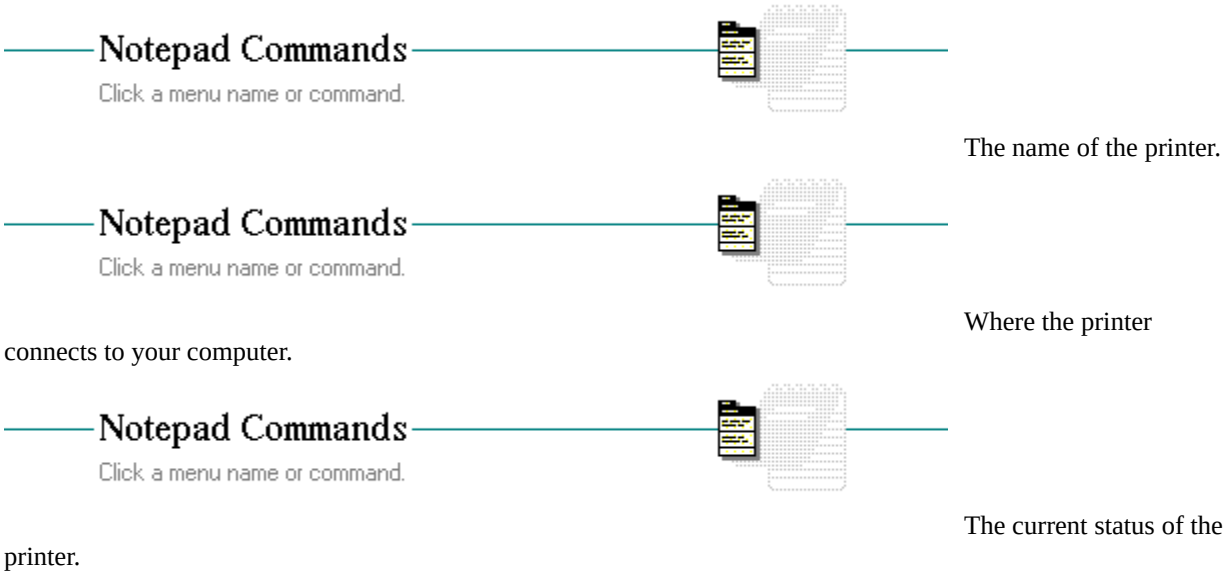 Notepad Commands
Click a menu name or command.
The name of the printer.
Notepad Commands
Click a menu name or command.
Where the printer
connects to your computer.
Notepad Commands
Click a menu name or command.
The current status of the
printer.